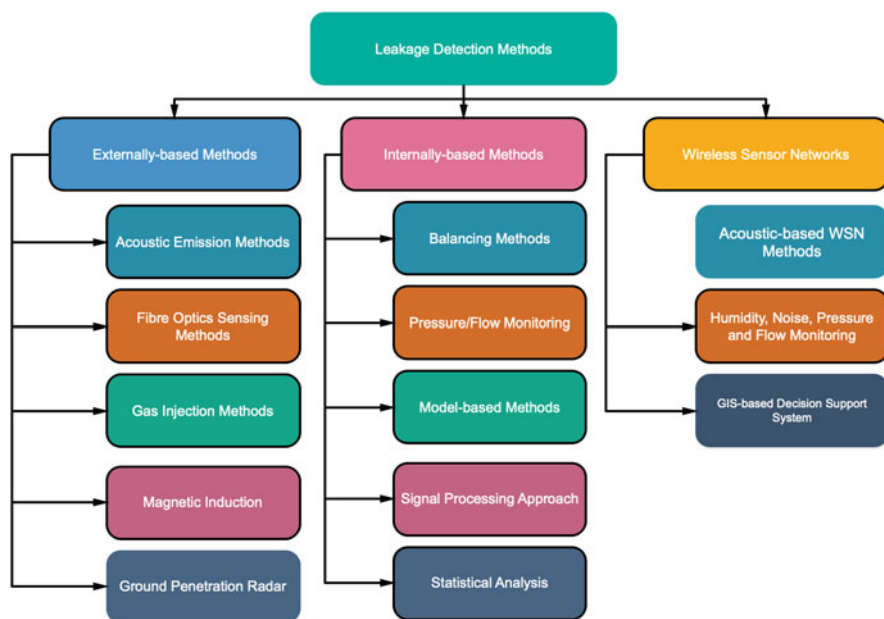 Leakage Detection Methods
Externally-based Methods
Internally-based Methods
Wireless Sensor Networks
Acoustic Emission Methods
Balancing Methods
Acoustic-based WSN
Methods
Fibre Optics Sensing
Methods
Pressure/Flow Monitoring
Humidity, Noise, Pressure
and Flow Monitoring
Gas Injection Methods
Model-based Methods
GIS-based Decision Support
System
Magnetic Induction
Signal Processing Approach
Ground Penetration Radar
Statistical Analysis